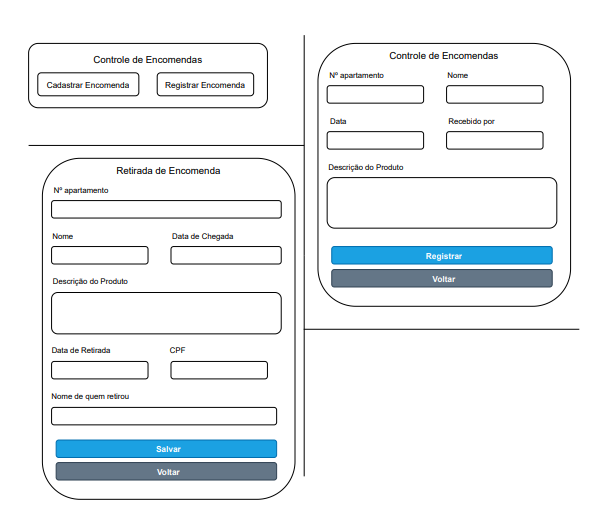 Controle de Encomendas
Cadastrar Encomenda
Registrar Encomenda
Retirada de Encomenda
Nº apartamento
Nome
Data de Chegada
Descrição do Produto
Data de Retirada
CPF
Nome de quem retirou
Salvar
Voltar
Controle de Encomendas
Nº apartamento
Nome
Data
Recebido por
Descrição do Produto
Registrar
Voltar